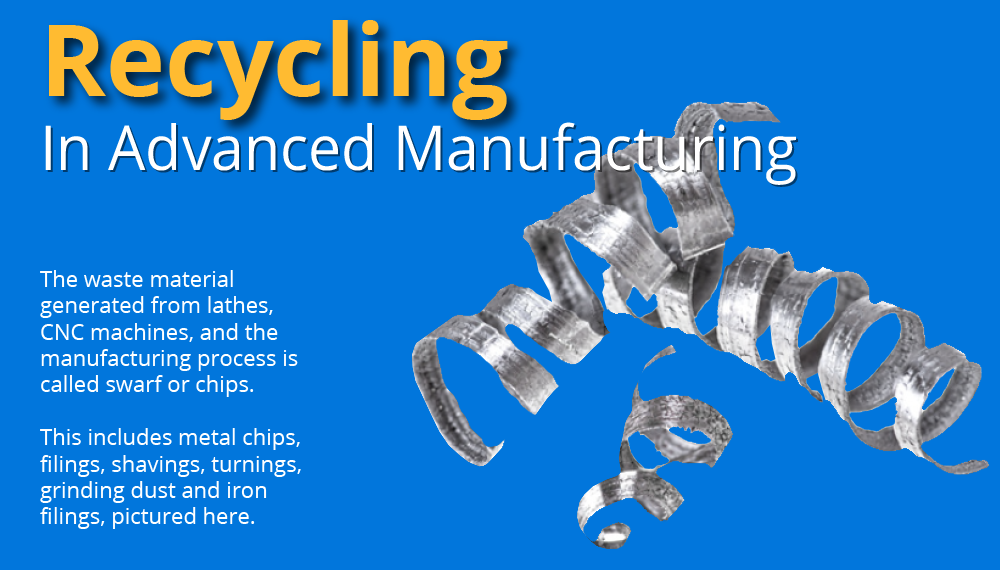 Recycling
In Advanced Manufacturing
The waste material
generated from lathes,
CNC machines, and the
manufacturing process is
called swarf or chips.
This includes metal chips,
filings, shavings, turnings,
grinding dust and iron
filings, pictured here.